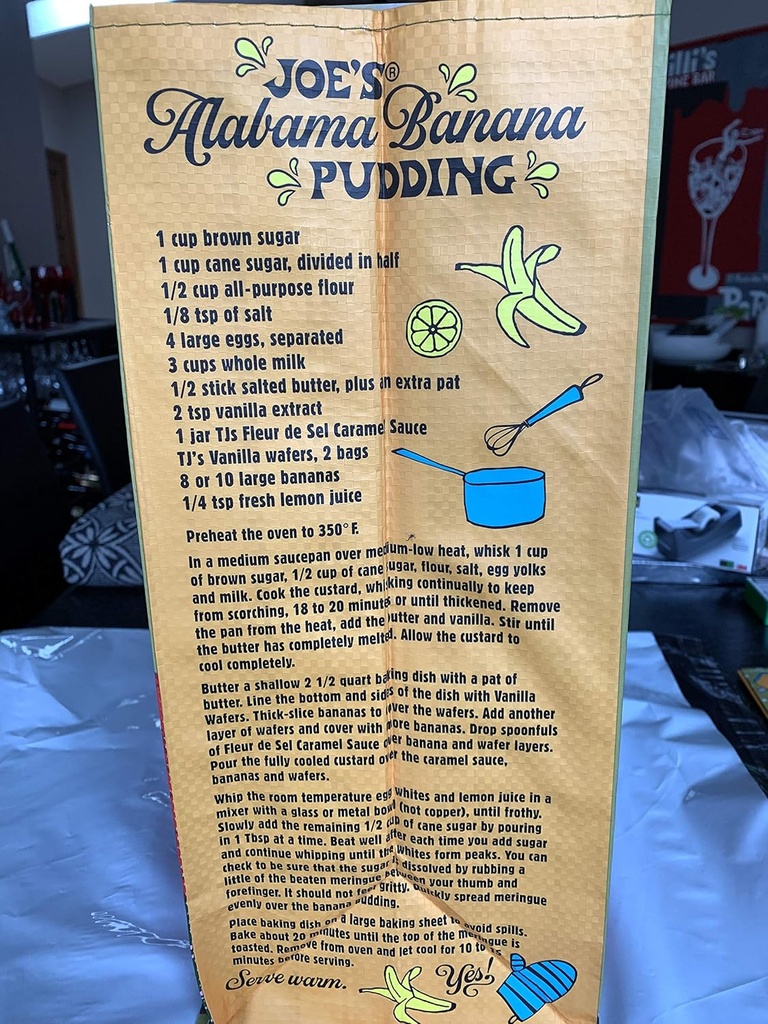 JOE'S®
Alabama Banana
PUDDING
1 cup brown sugar
1 cup cane sugar, divided in half
1/2 cup all-purpose flour
1/8 tsp of salt
4 large eggs, separated
3 cups whole milk
1/2 stick salted butter, plus an extra pat
2 tsp vanilla extract
1 jar TJs Fleur de Sel Caramel Sauce
TJ's Vanilla wafers, 2 bags
8 or 10 large bananas
1/4 tsp fresh lemon juice
Preheat the oven to 350° F.
In a medium saucepan over medium-low heat, whisk 1 cup
of brown sugar, 1/2 cup of cane sugar, flour, salt, egg yolks
and milk. Cook the custard, whisking continually to keep
from scorching, 18 to 20 minutes or until thickened. Remove
the pan from the heat, add the butter and vanilla. Stir until
the butter has completely melted. Allow the custard to
cool completely.
Butter a shallow 2 1/2 quart baking dish with a pat of
butter. Line the bottom and sides of the dish with Vanilla
Wafers. Thick-slice bananas to cover the wafers. Add another
layer of wafers and cover with more bananas. Drop spoonfuls
of Fleur de Sel Caramel Sauce over banana and wafer layers.
Pour the fully cooled custard over the caramel sauce,
bananas and wafers.
Whip the room temperature egg whites and lemon juice in a
mixer with a glass or metal bowl (not copper), until frothy.
Slowly add the remaining 1/2 cup of cane sugar by pouring
in 1 Tbsp at a time. Beat well after each time you add sugar
and continue whipping until the whites form peaks. You can
check to be sure that the sugar is dissolved by rubbing a
little of the beaten meringue between your thumb and
forefinger. It should not feel gritty. Quickly spread meringue
evenly over the banana pudding.
Place baking dish on a large baking sheet to avoid spills.
Bake about 20 minutes until the top of the meringue is
toasted. Remove from oven and let cool for 10 to 15
minutes before serving.
Serve warm. Yes!
illi's